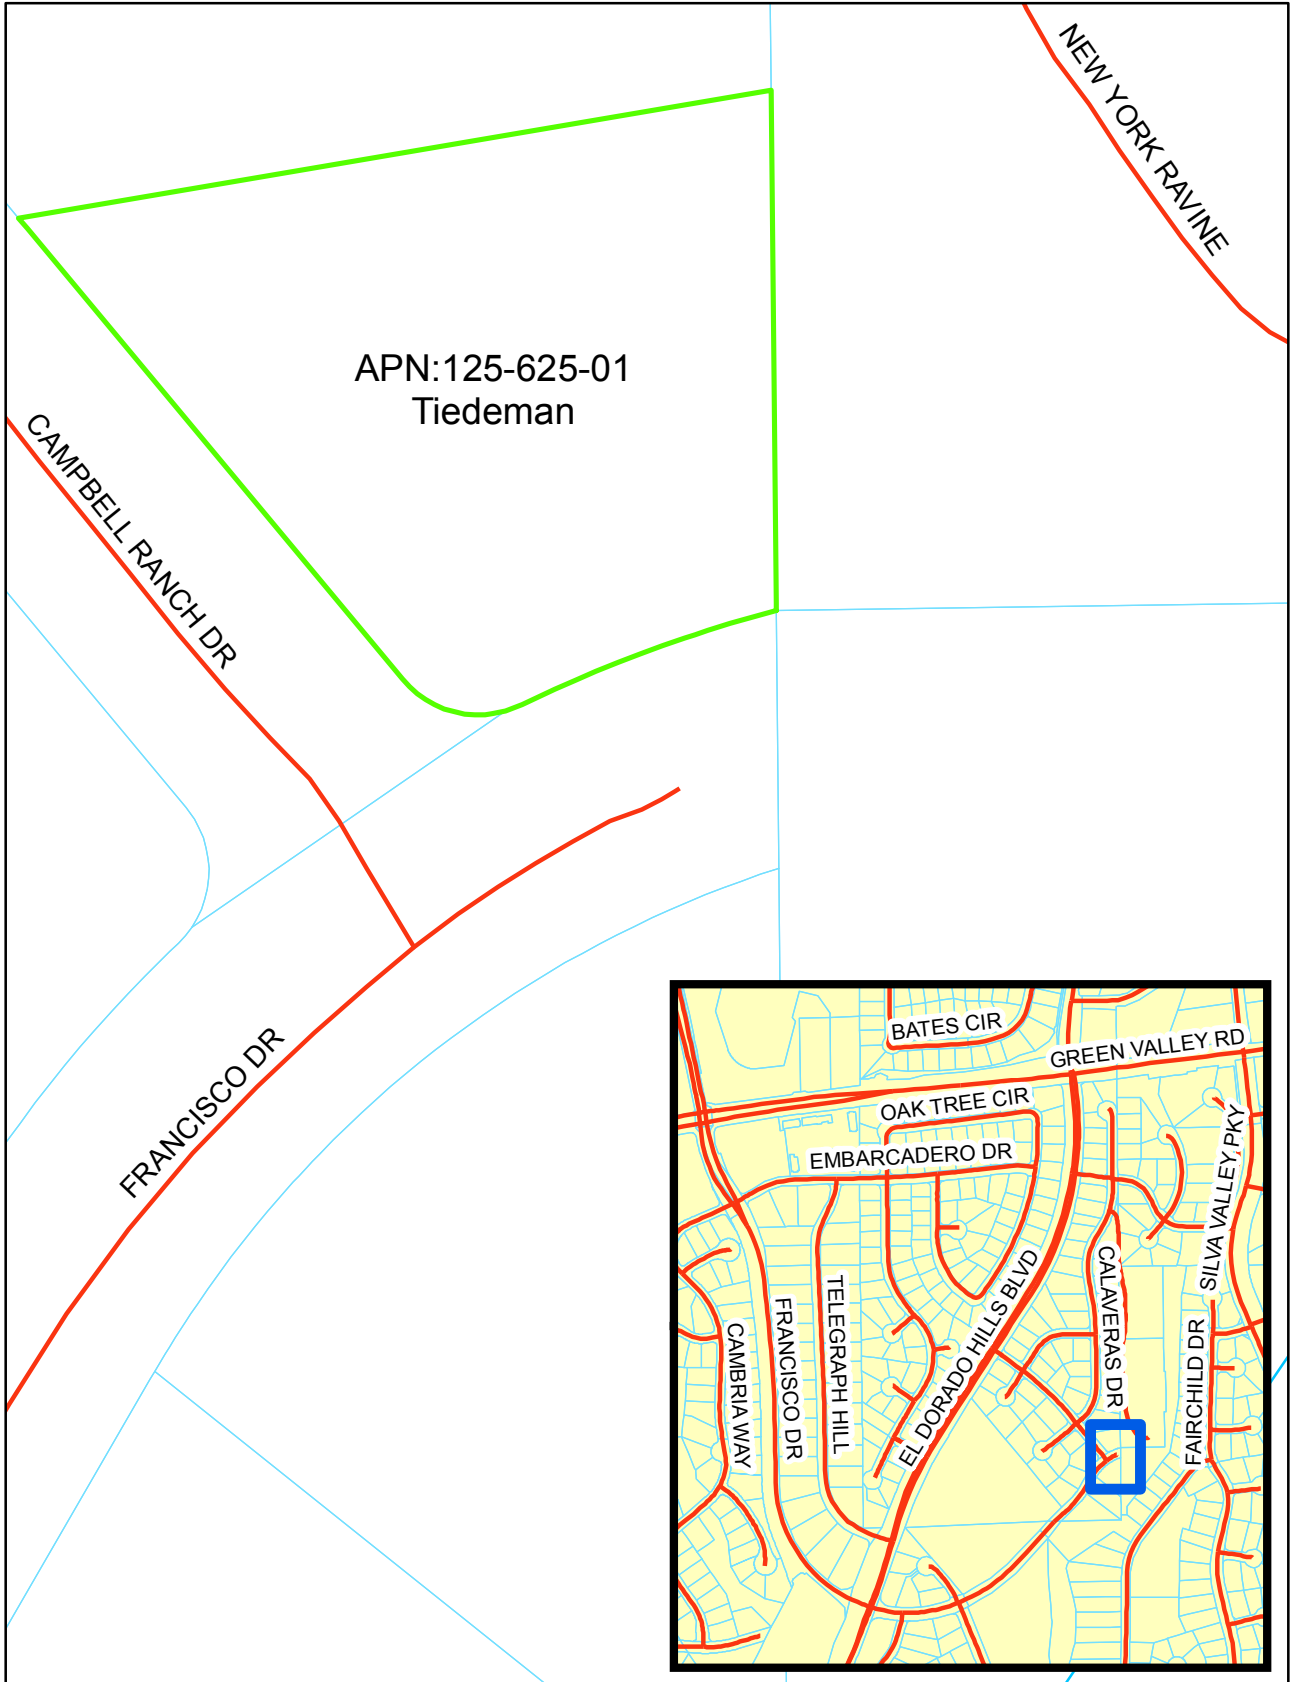 NEW YORK RAVINE
APN:125-625-01
Tiedeman
CAMPBELL RANCH DR
FRANCISCO DR
BATES CIR
GREEN VALLEY RD
OAK TREE CIR
EMBARCADERO DR
SILVA VALLEY PKY
EL DORADO HILLS BLVD
CALAVERAS DR
TELEGRAPH HILL
FRANCISCO DR
CAMBRIA WAY
FAIRCHILD DR